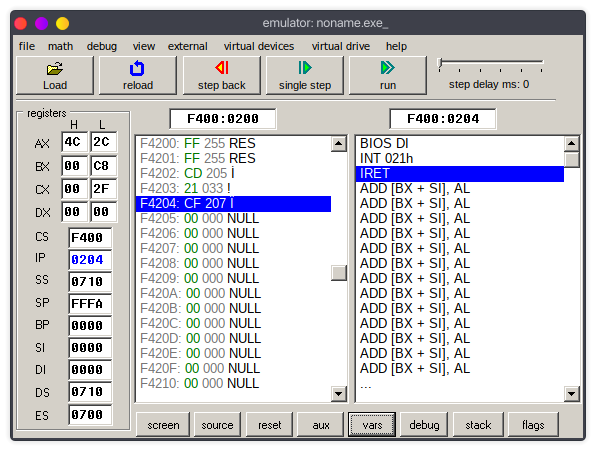 emulator: noname.exe_
file math debug view external virtual devices virtual drive help
Load reload step back single step run step delay ms: 0
registers F400:0200 F400:0204
H L
AX 4C 2C
BX 00 C8
CX 00 2F
DX 00 00
CS F400
IP 0204
SS 0710
SP FFFA
BP 0000
SI 0000
DI 0000
DS 0710
ES 0700
F4200: FF 255 RES
F4201: FF 255 RES
F4202: CD 205 Í
F4203: 21 033 !
F4204: CF 207 Ï
F4205: 00 000 NULL
F4206: 00 000 NULL
F4207: 00 000 NULL
F4208: 00 000 NULL
F4209: 00 000 NULL
F420A: 00 000 NULL
F420B: 00 000 NULL
F420C: 00 000 NULL
F420D: 00 000 NULL
F420E: 00 000 NULL
F420F: 00 000 NULL
F4210: 00 000 NULL
BIOS DI
INT 021h
IRET
ADD [BX + SI], AL
ADD [BX + SI], AL
ADD [BX + SI], AL
ADD [BX + SI], AL
ADD [BX + SI], AL
ADD [BX + SI], AL
ADD [BX + SI], AL
ADD [BX + SI], AL
ADD [BX + SI], AL
ADD [BX + SI], AL
ADD [BX + SI], AL
ADD [BX + SI], AL
ADD [BX + SI], AL
...
screen source reset aux vars debug stack flags